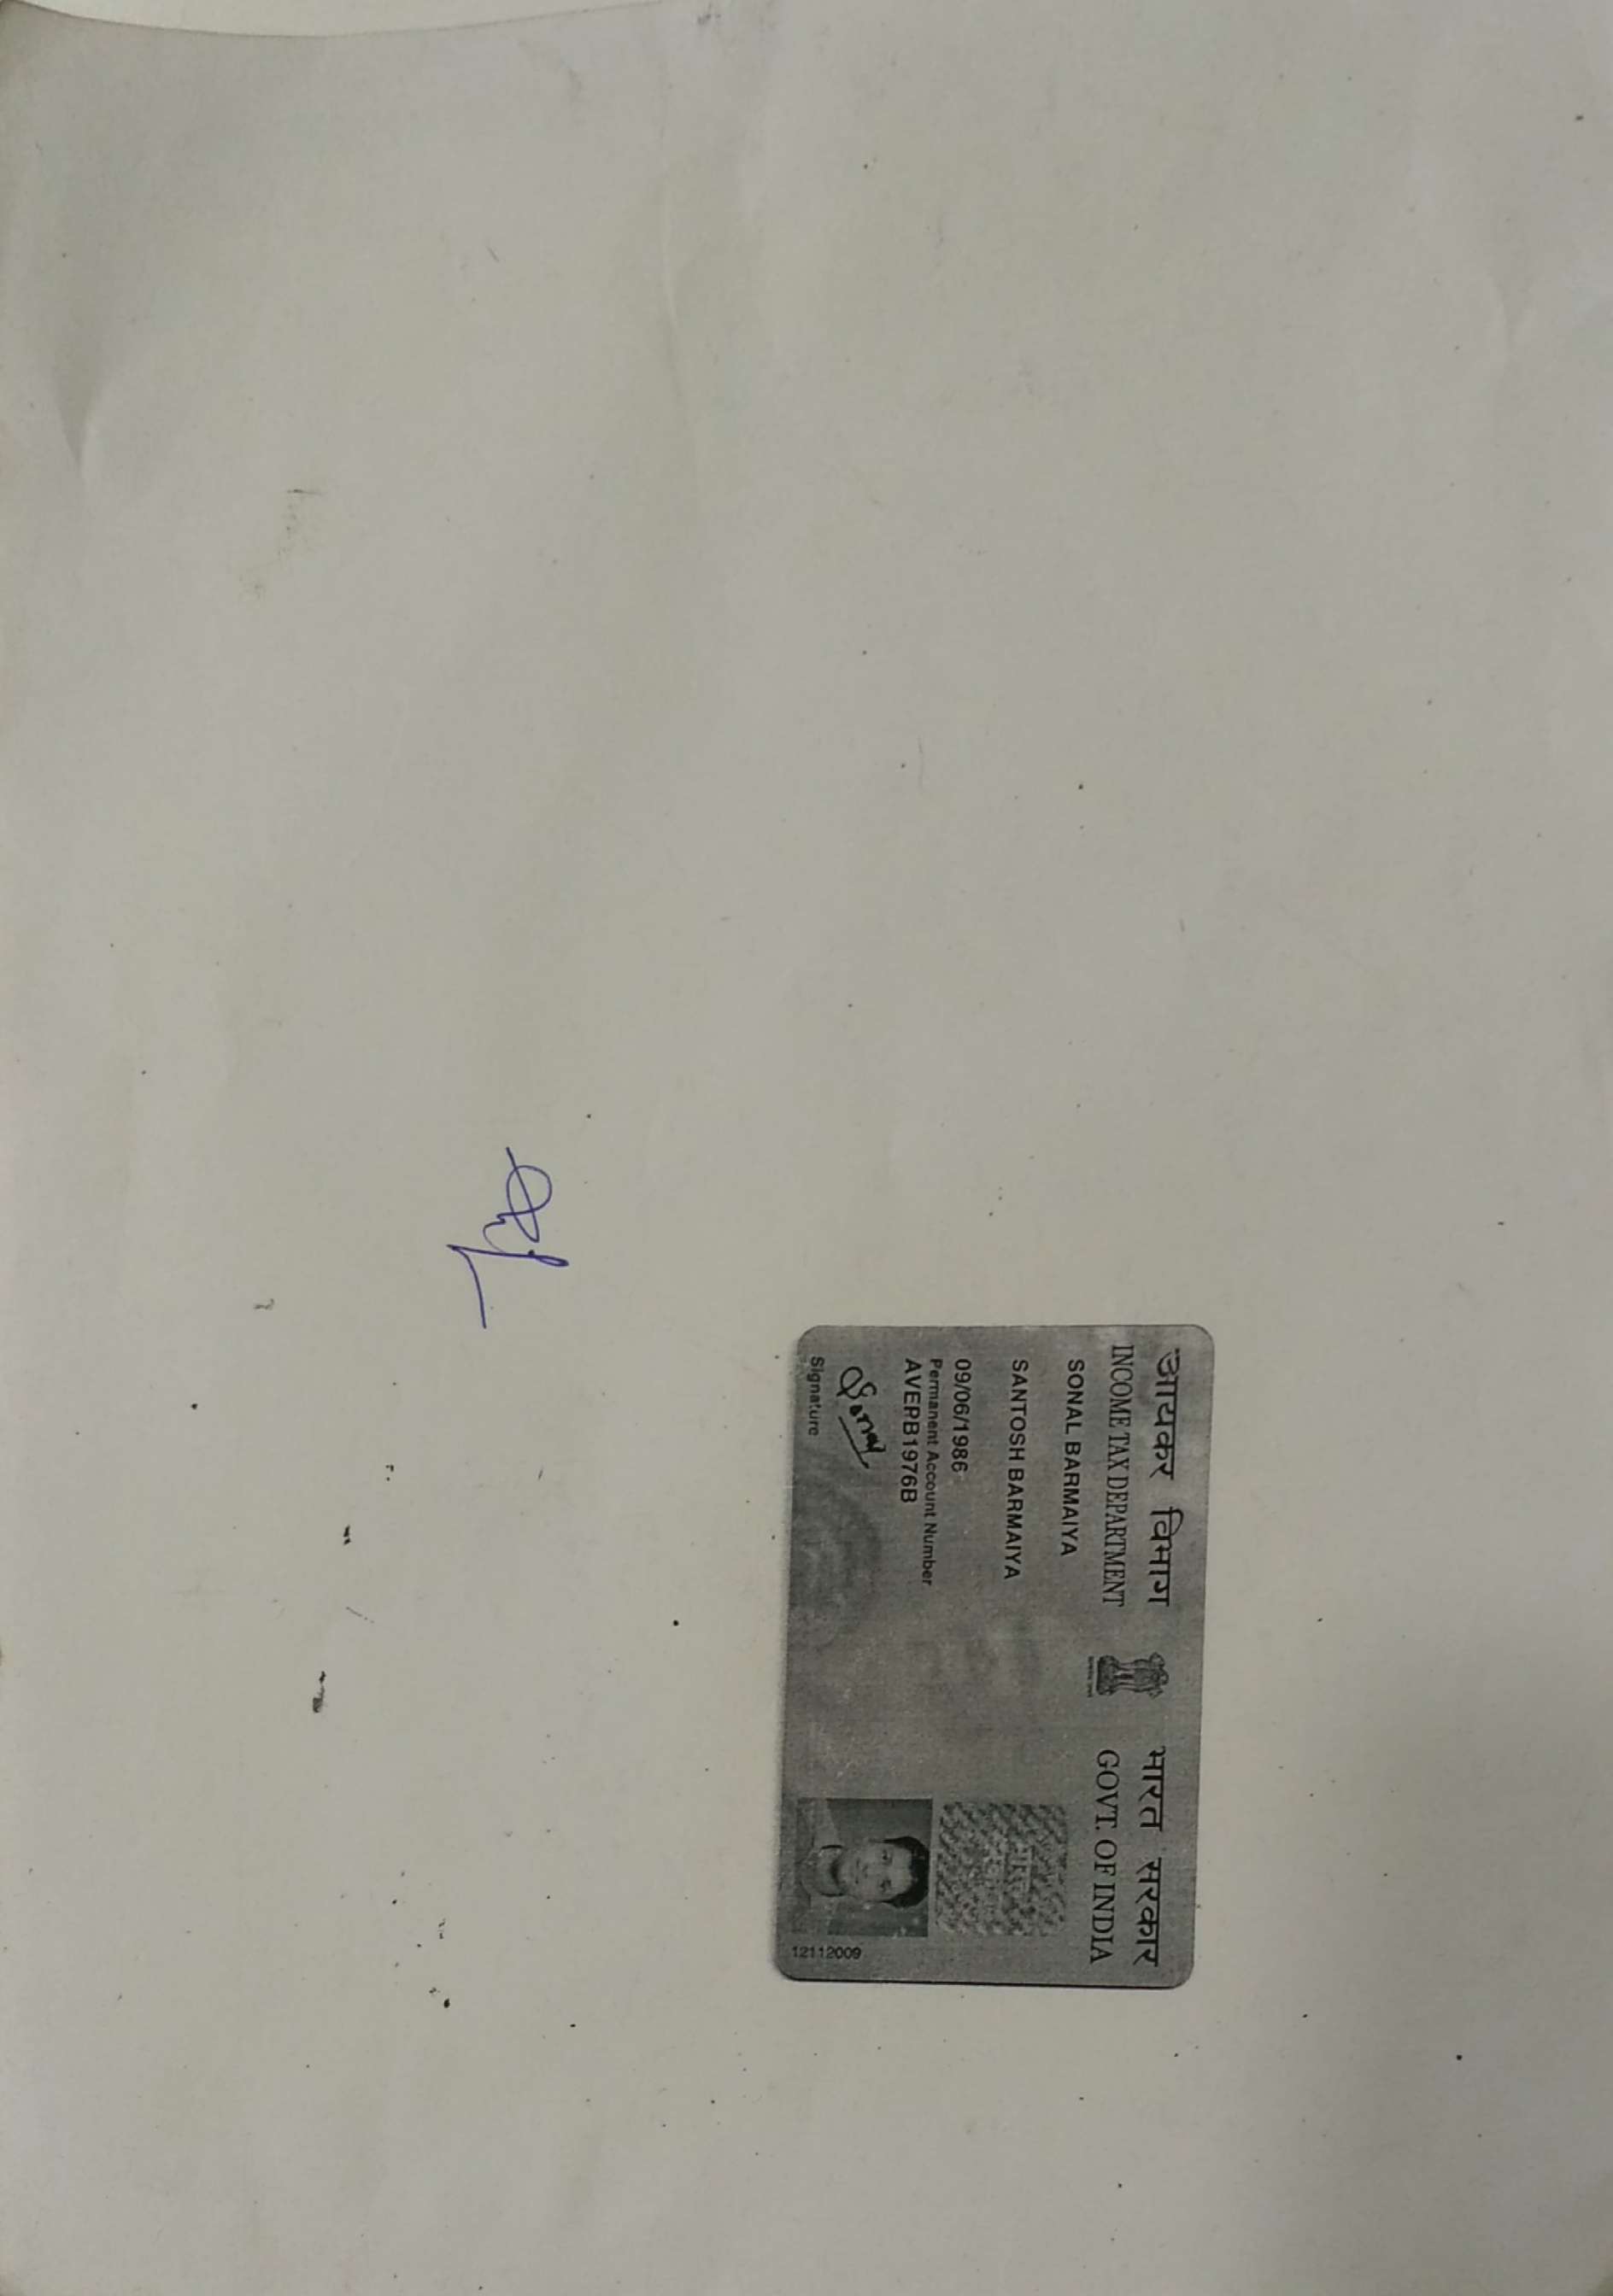 आयकर विभाग
INCOME TAX DEPARTMENT
भारत सरकार
GOVT. OF INDIA
SONAL BARMAIYA
SANTOSH BARMAIYA
09/06/1986
Permanent Account Number
AVEPB1976B
Sonal
Signature
12112009